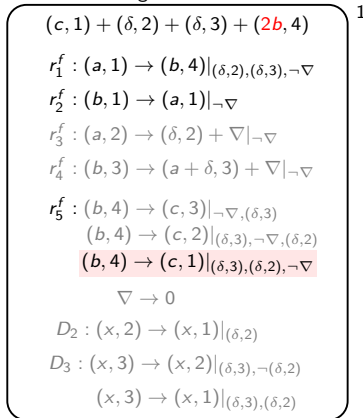 (c, 1) + (δ, 2) + (δ, 3) + (2b, 4)
1
r₁ᶠ : (a, 1) → (b, 4)|(δ,2),(δ,3),¬∇
r₂ᶠ : (b, 1) → (a, 1)|¬∇
r₃ᶠ : (a, 2) → (δ, 2) + ∇|¬∇
r₄ᶠ : (b, 3) → (a + δ, 3) + ∇|¬∇
r₅ᶠ : (b, 4) → (c, 3)|¬∇,(δ,3)
(b, 4) → (c, 2)|(δ,3),¬∇,(δ,2)
(b, 4) → (c, 1)|(δ,3),(δ,2),¬∇
∇ → 0
D₂ : (x, 2) → (x, 1)|(δ,2)
D₃ : (x, 3) → (x, 2)|(δ,3),¬(δ,2)
(x, 3) → (x, 1)|(δ,3),(δ,2)